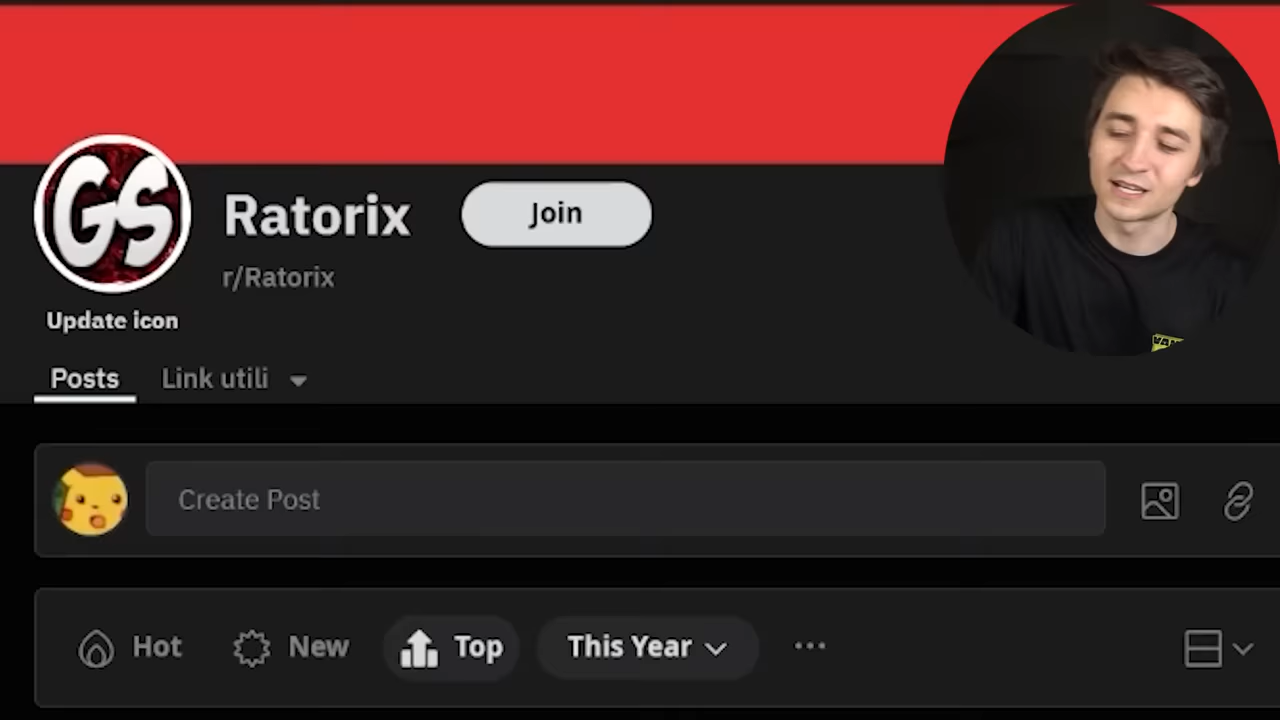 GS
Ratorix
Join
r/Ratorix
Update icon
Posts
Link utili
Create Post
Hot
New
Top
This Year